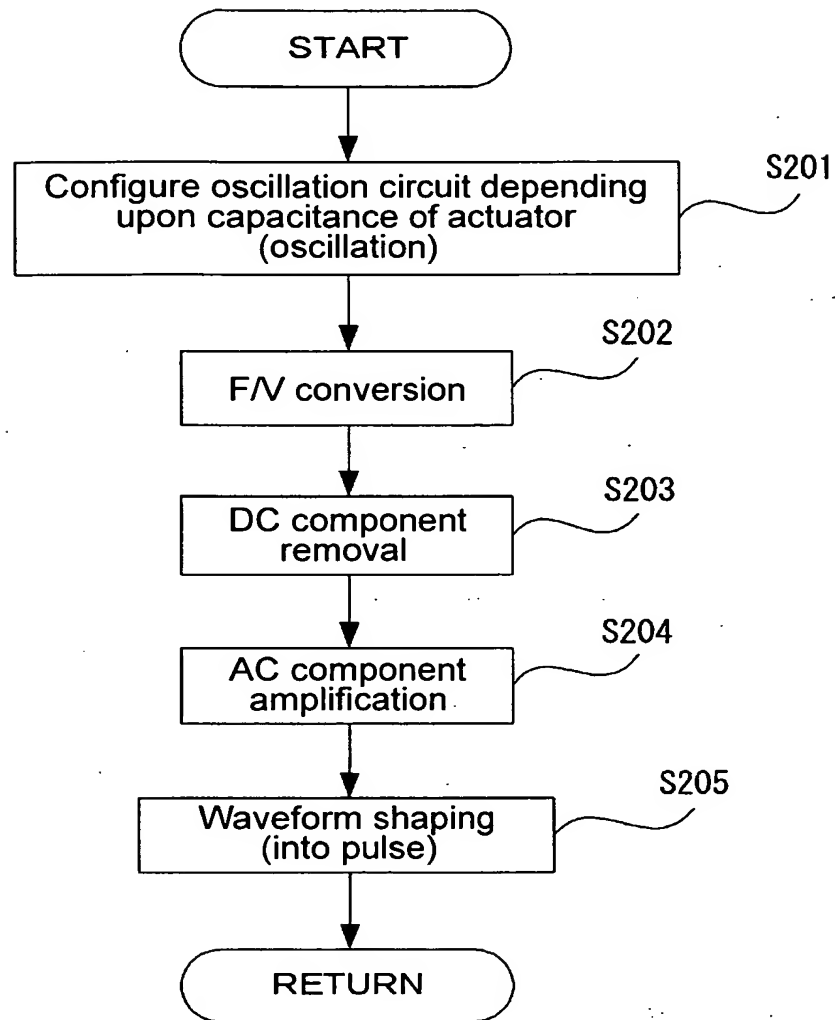 START
Configure oscillation circuit depending
upon capacitance of actuator
(oscillation)
S201
F/V conversion
S202
DC component
removal
S203
AC component
amplification
S204
Waveform shaping
(into pulse)
S205
RETURN